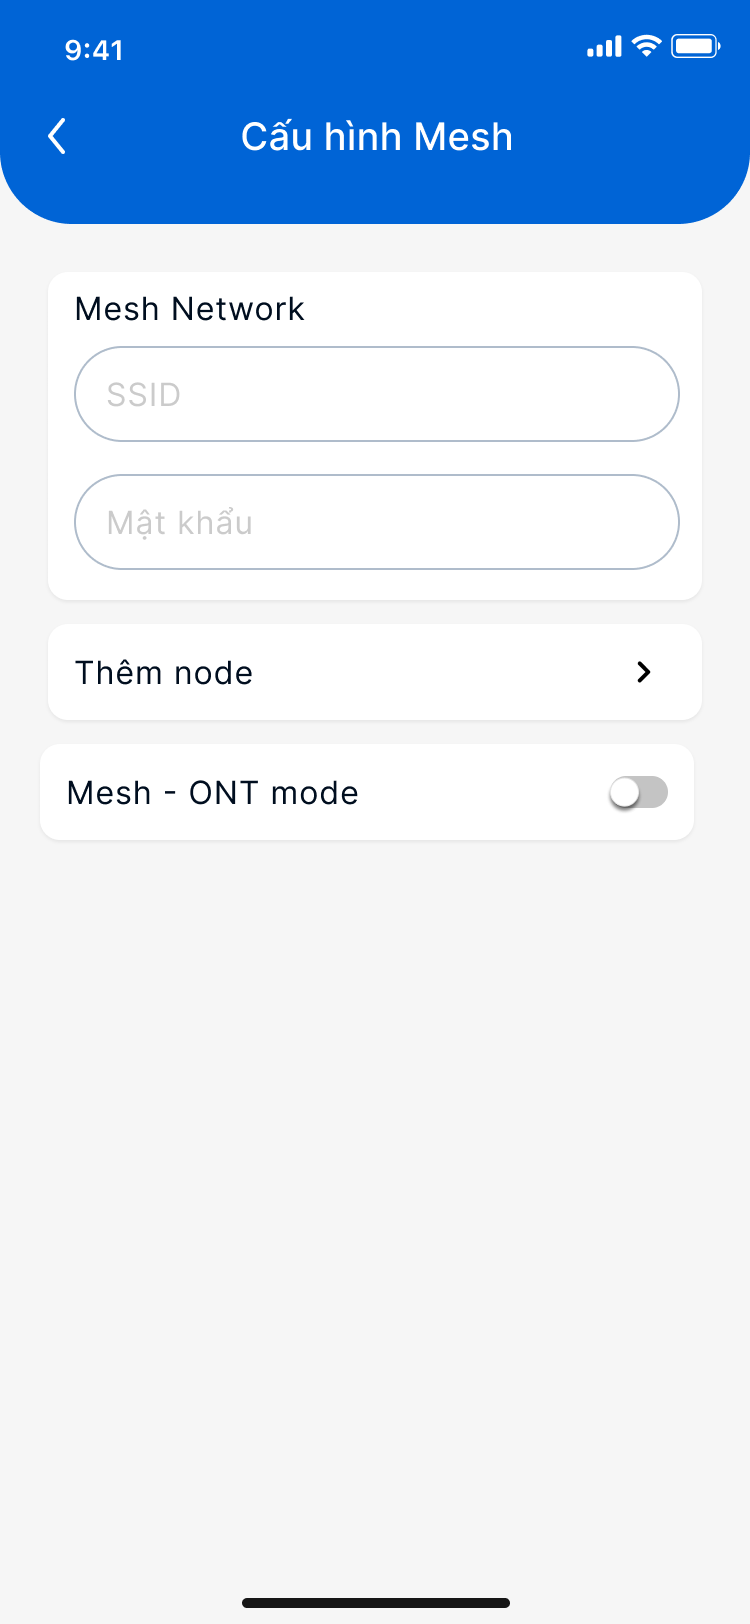 9:41
Cấu hình Mesh
Mesh Network
SSID
Mật khẩu
Thêm node
Mesh - ONT mode